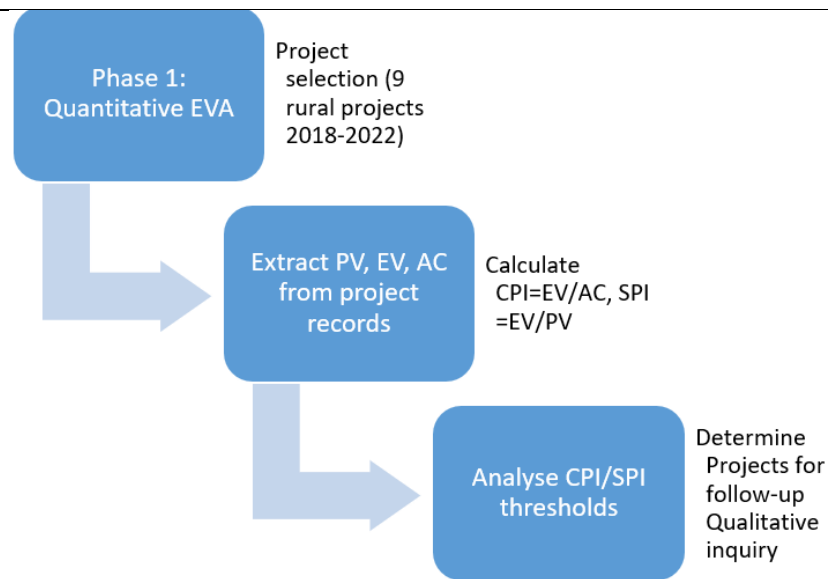 Phase 1:
Quantitative EVA
Project
selection (9
rural projects
2018-2022)
Extract PV, EV, AC
from project
records
Calculate
CPI=EV/AC, SPI
=EV/PV
Analyse CPI/SPI
thresholds
Determine
Projects for
follow-up
Qualitative
inquiry